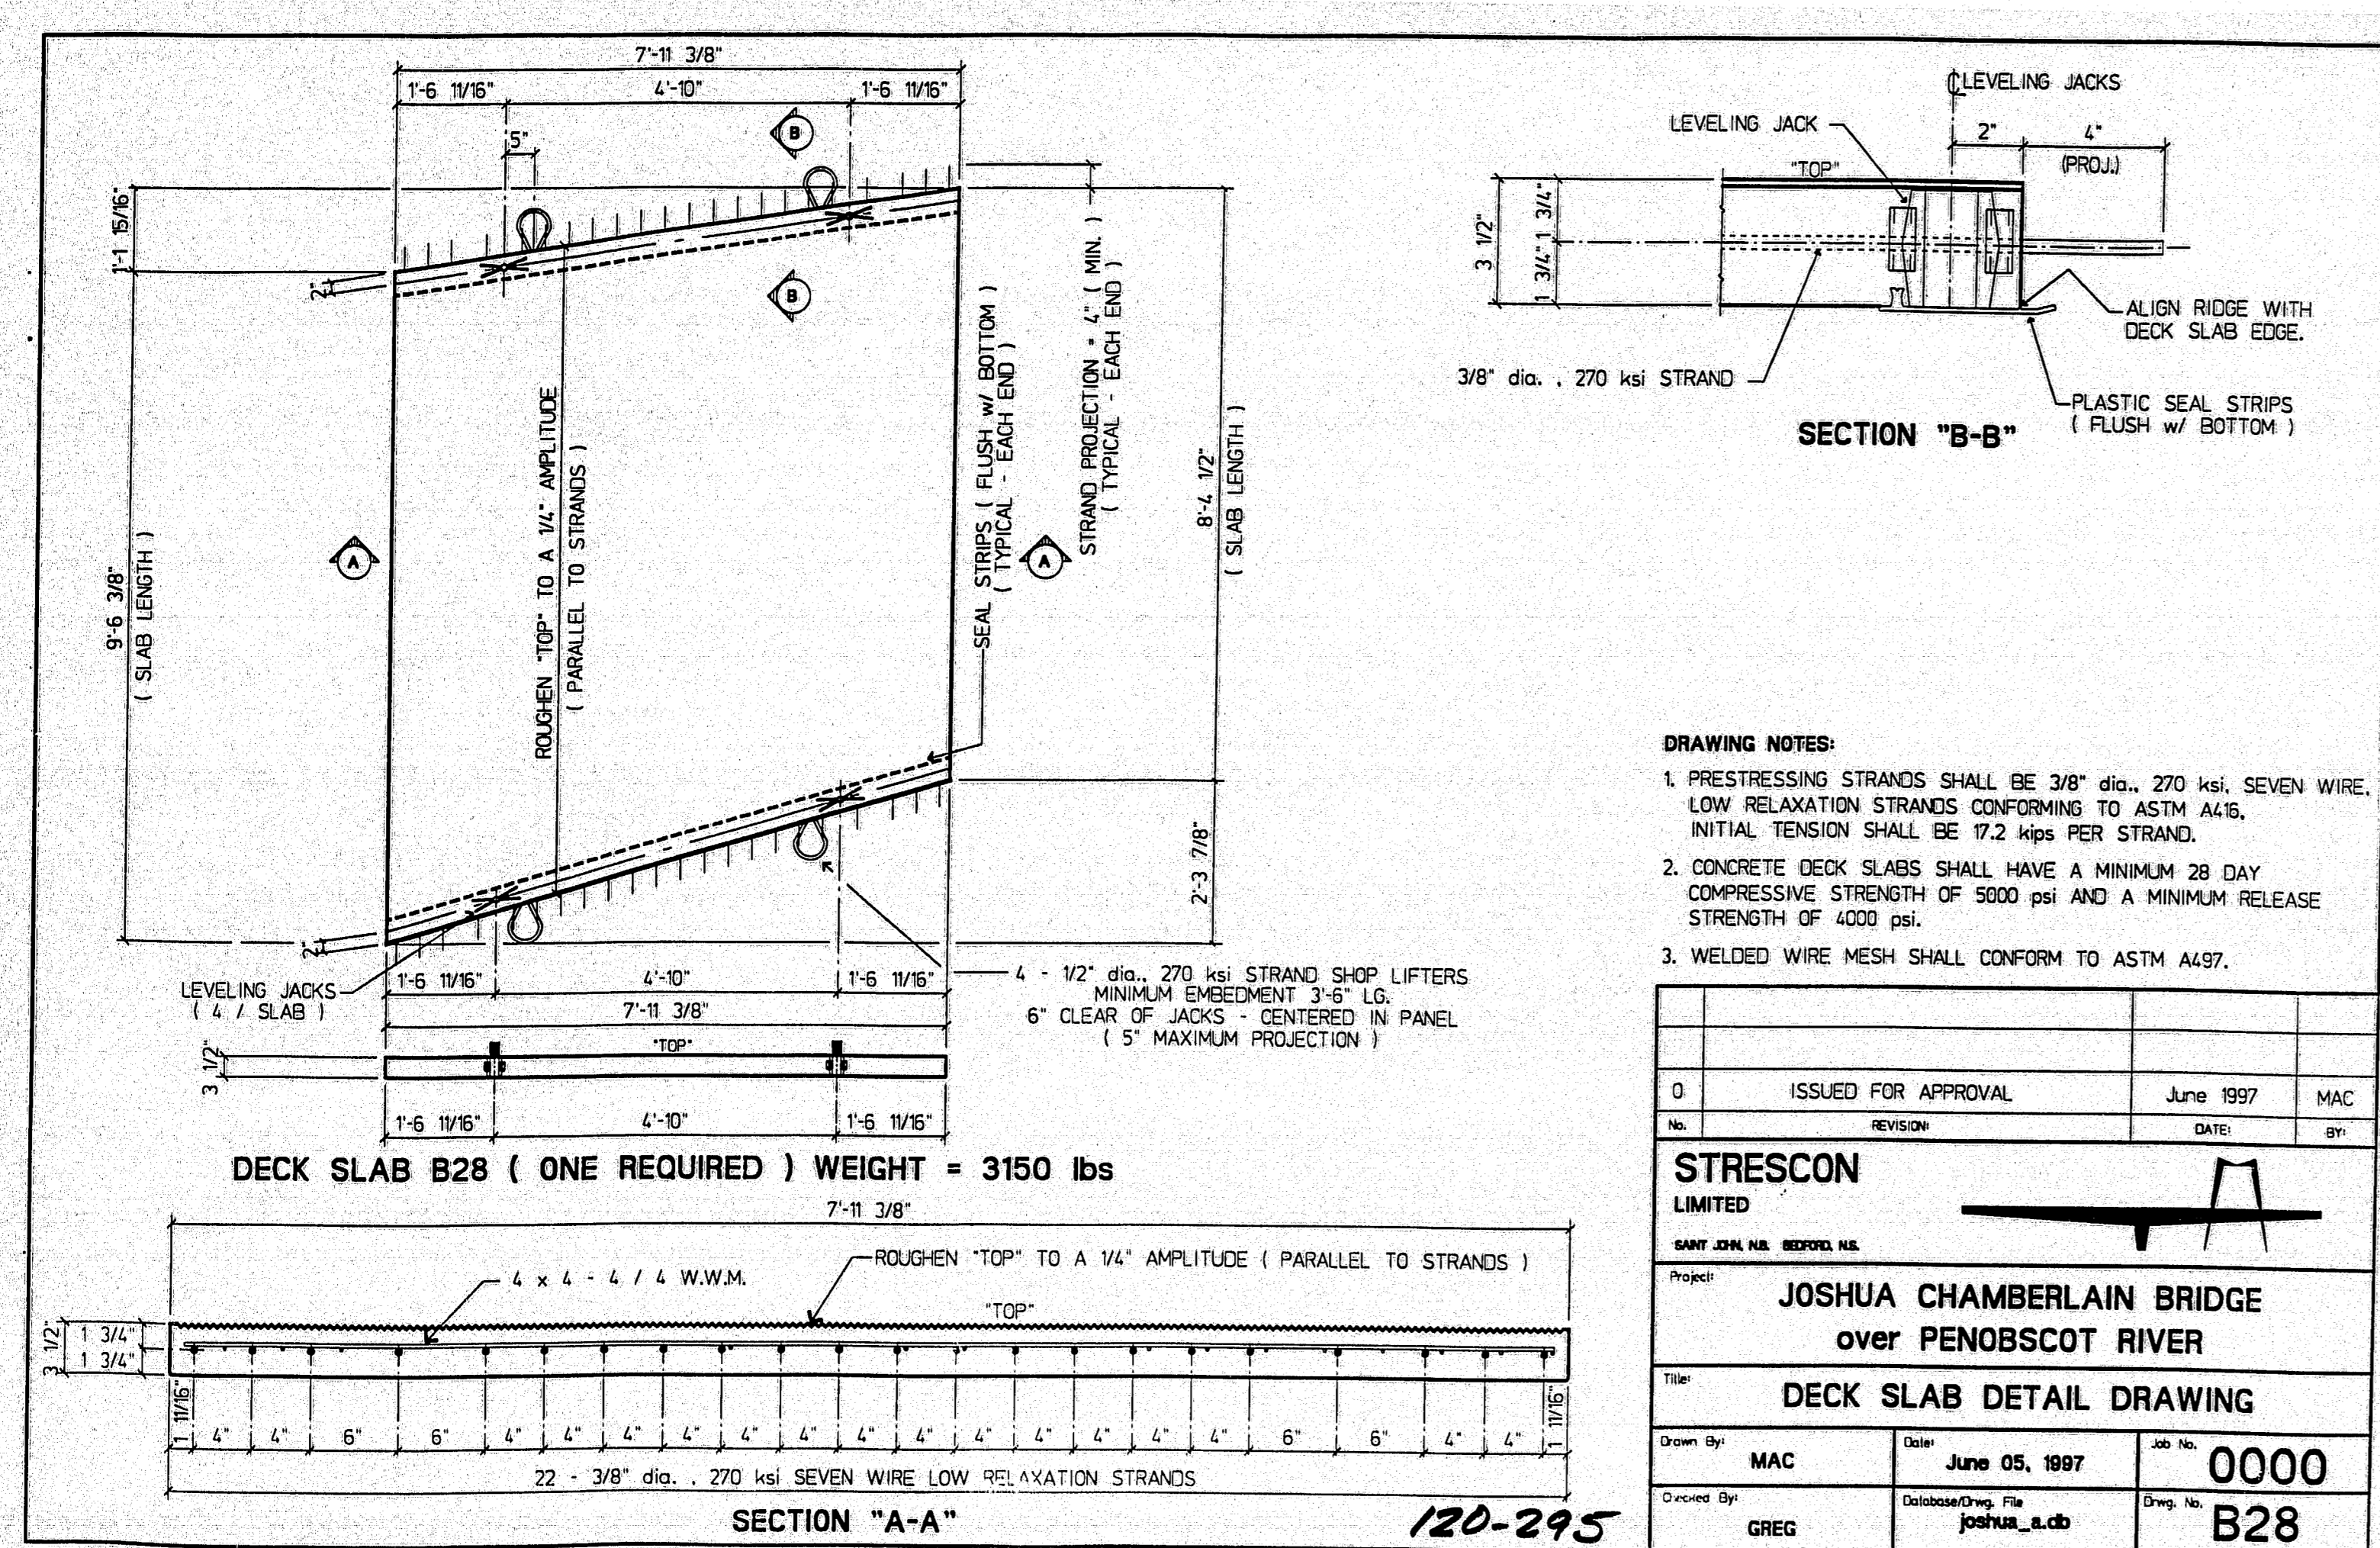 7'-11 3/8"
1'-6 11/16"
4'-10"
1'-6 11/16"
5"
B
B
1'-1 15/16"
2"
9'-6 3/8"
( SLAB LENGTH )
A
ROUGHEN "TOP" TO A 1/4" AMPLITUDE
( PARALLEL TO STRANDS )
SEAL STRIPS ( FLUSH w/ BOTTOM )
( TYPICAL - EACH END )
A
STRAND PROJECTION = 4" ( MIN. )
( TYPICAL - EACH END )
8'-4 1/2"
( SLAB LENGTH )
2'-3 7/8"
2"
LEVELING JACKS
( 4 / SLAB )
1'-6 11/16"
4'-10"
1'-6 11/16"
7'-11 3/8"
4 - 1/2" dia., 270 ksi STRAND SHOP LIFTERS
MINIMUM EMBEDMENT 3'-6" LG.
6" CLEAR OF JACKS - CENTERED IN PANEL
( 5" MAXIMUM PROJECTION )
"TOP"
3 1/2"
1'-6 11/16"
4'-10"
1'-6 11/16"
DECK SLAB B28 ( ONE REQUIRED ) WEIGHT = 3150 lbs
7'-11 3/8"
ROUGHEN "TOP" TO A 1/4" AMPLITUDE ( PARALLEL TO STRANDS )
4 x 4 - 4 / 4 W.W.M.
"TOP"
3 1/2"
1 3/4"
1 3/4"
1 11/16"
4" 4" 6" 6" 4" 4" 4" 4" 4" 4" 4" 4" 4" 4" 4" 4" 4" 6" 6" 4" 4"
1 11/16"
22 - 3/8" dia. , 270 ksi SEVEN WIRE LOW RELAXATION STRANDS
SECTION "A-A"
120-295
℄ LEVELING JACKS
LEVELING JACK
2"
4"
(PROJ.)
"TOP"
3 1/2"
1 3/4"
1 3/4"
ALIGN RIDGE WITH
DECK SLAB EDGE.
3/8" dia. , 270 ksi STRAND
PLASTIC SEAL STRIPS
( FLUSH w/ BOTTOM )
SECTION "B-B"
DRAWING NOTES:
1. PRESTRESSING STRANDS SHALL BE 3/8" dia., 270 ksi, SEVEN WIRE,
LOW RELAXATION STRANDS CONFORMING TO ASTM A416.
INITIAL TENSION SHALL BE 17.2 kips PER STRAND.
2. CONCRETE DECK SLABS SHALL HAVE A MINIMUM 28 DAY
COMPRESSIVE STRENGTH OF 5000 psi AND A MINIMUM RELEASE
STRENGTH OF 4000 psi.
3. WELDED WIRE MESH SHALL CONFORM TO ASTM A497.
0 ISSUED FOR APPROVAL June 1997 MAC
No. REVISION: DATE: BY:
STRESCON
LIMITED
SAINT JOHN, N.B. BEDFORD, N.S.
Project:
JOSHUA CHAMBERLAIN BRIDGE
over PENOBSCOT RIVER
Title:
DECK SLAB DETAIL DRAWING
Drawn By: MAC
Date: June 05, 1997
Job No. 0000
Checked By: GREG
Database/Drwg. File joshua_a.db
Drwg. No. B28